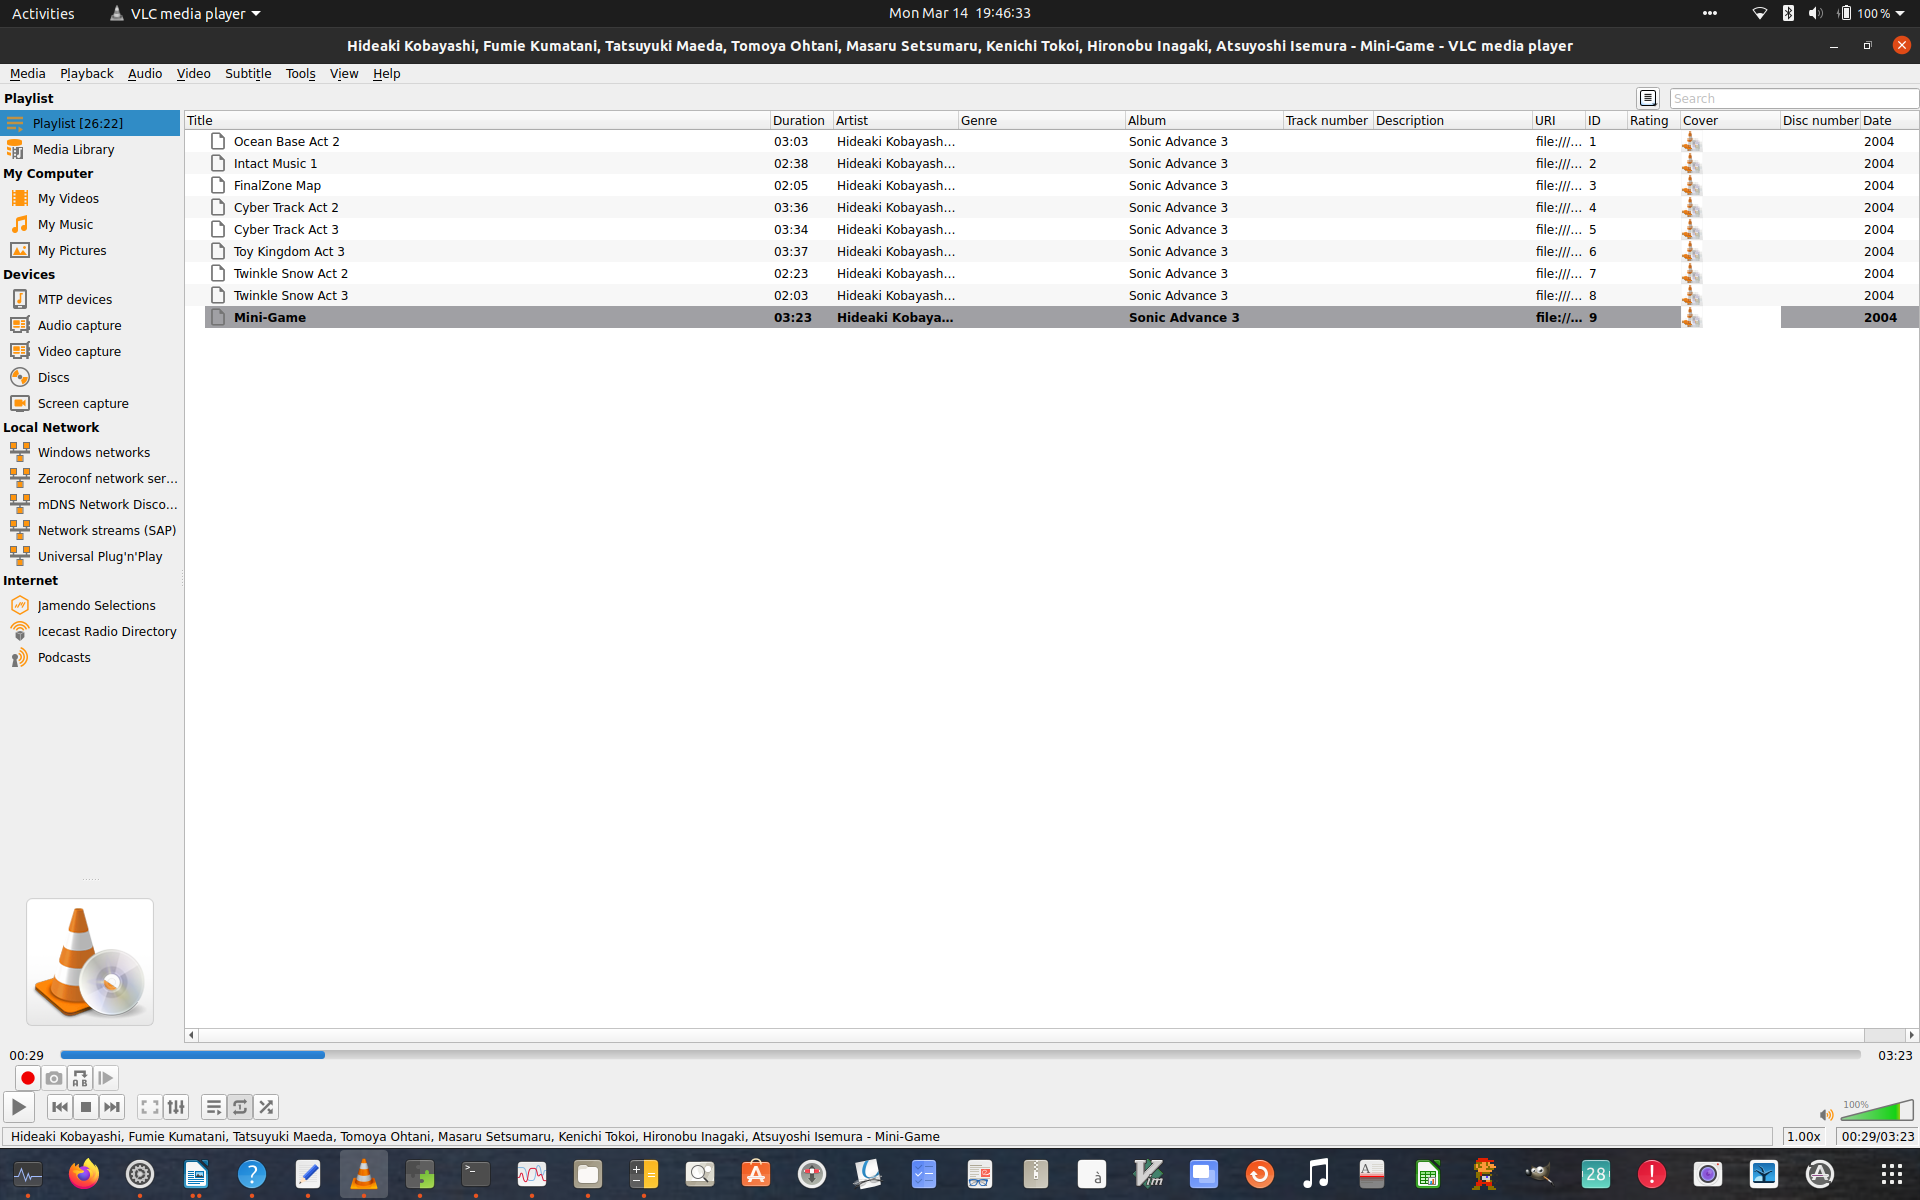 Activities VLC media player Mon Mar 14 19:46:33 100 %
Hideaki Kobayashi, Fumie Kumatani, Tatsuyuki Maeda, Tomoya Ohtani, Masaru Setsumaru, Kenichi Tokoi, Hironobu Inagaki, Atsuyoshi Isemura - Mini-Game - VLC media player
Media Playback Audio Video Subtitle Tools View Help
Playlist
Search
Playlist [26:22]
Media Library
My Computer
My Videos
My Music
My Pictures
Devices
MTP devices
Audio capture
Video capture
Discs
Screen capture
Local Network
Windows networks
Zeroconf network ser...
mDNS Network Disco...
Network streams (SAP)
Universal Plug'n'Play
Internet
Jamendo Selections
Icecast Radio Directory
Podcasts
Title Duration Artist Genre Album Track number Description URI ID Rating Cover Disc number Date
Ocean Base Act 2 03:03 Hideaki Kobayash... Sonic Advance 3 file:///... 1 2004
Intact Music 1 02:38 Hideaki Kobayash... Sonic Advance 3 file:///... 2 2004
FinalZone Map 02:05 Hideaki Kobayash... Sonic Advance 3 file:///... 3 2004
Cyber Track Act 2 03:36 Hideaki Kobayash... Sonic Advance 3 file:///... 4 2004
Cyber Track Act 3 03:34 Hideaki Kobayash... Sonic Advance 3 file:///... 5 2004
Toy Kingdom Act 3 03:37 Hideaki Kobayash... Sonic Advance 3 file:///... 6 2004
Twinkle Snow Act 2 02:23 Hideaki Kobayash... Sonic Advance 3 file:///... 7 2004
Twinkle Snow Act 3 02:03 Hideaki Kobayash... Sonic Advance 3 file:///... 8 2004
Mini-Game 03:23 Hideaki Kobaya... Sonic Advance 3 file://... 9 2004
00:29 03:23
A B
100%
Hideaki Kobayashi, Fumie Kumatani, Tatsuyuki Maeda, Tomoya Ohtani, Masaru Setsumaru, Kenichi Tokoi, Hironobu Inagaki, Atsuyoshi Isemura - Mini-Game 1.00x 00:29/03:23
28